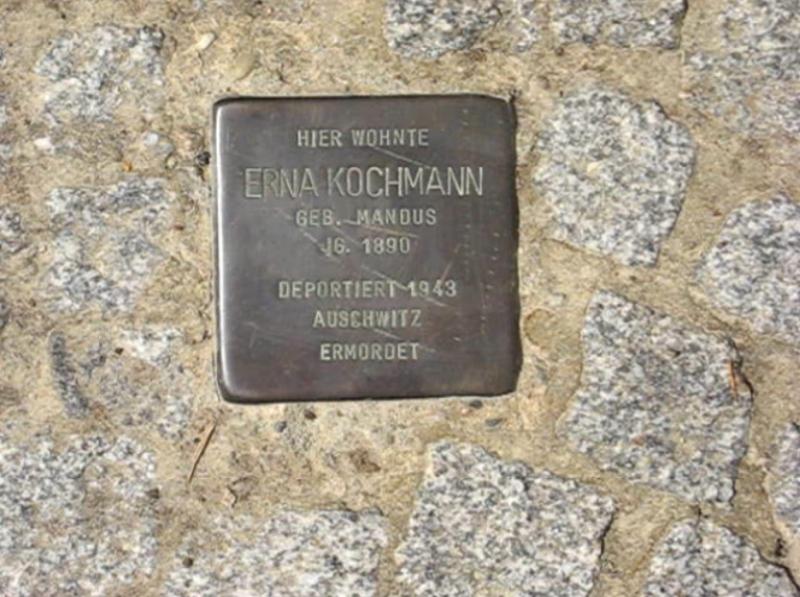 HIER WOHNTE
ERNA KOCHMANN
GEB. MANDUS
JG. 1890
DEPORTIERT 1943
AUSCHWITZ
ERMORDET